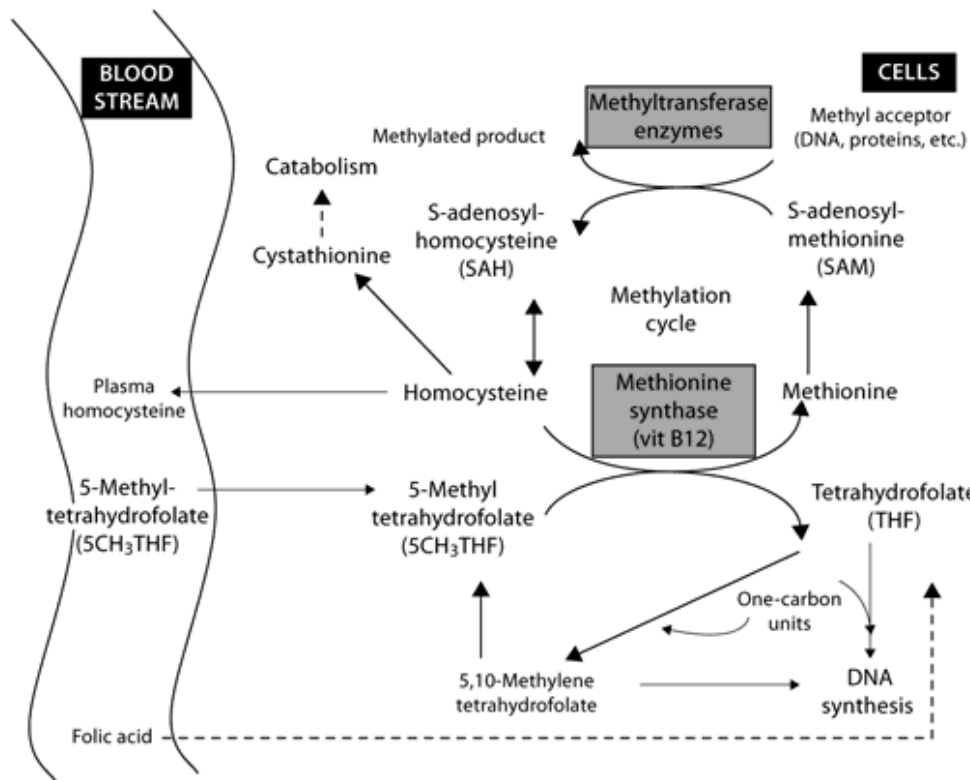 BLOOD
STREAM
CELLS
Methyltransferase
enzymes
Methyl acceptor
(DNA, proteins, etc.)
Methylated product
Catabolism
S-adenosyl-
homocysteine
(SAH)
S-adenosyl-
methionine
(SAM)
Cystathionine
Methylation
cycle
Plasma
homocysteine
Homocysteine
Methionine
synthase
(vit B12)
Methionine
5-Methyl-
tetrahydrofolate
(5CH₃THF)
5-Methyl
tetrahydrofolate
(5CH₃THF)
Tetrahydrofolate
(THF)
One-carbon
units
5,10-Methylene
tetrahydrofolate
DNA
synthesis
Folic acid